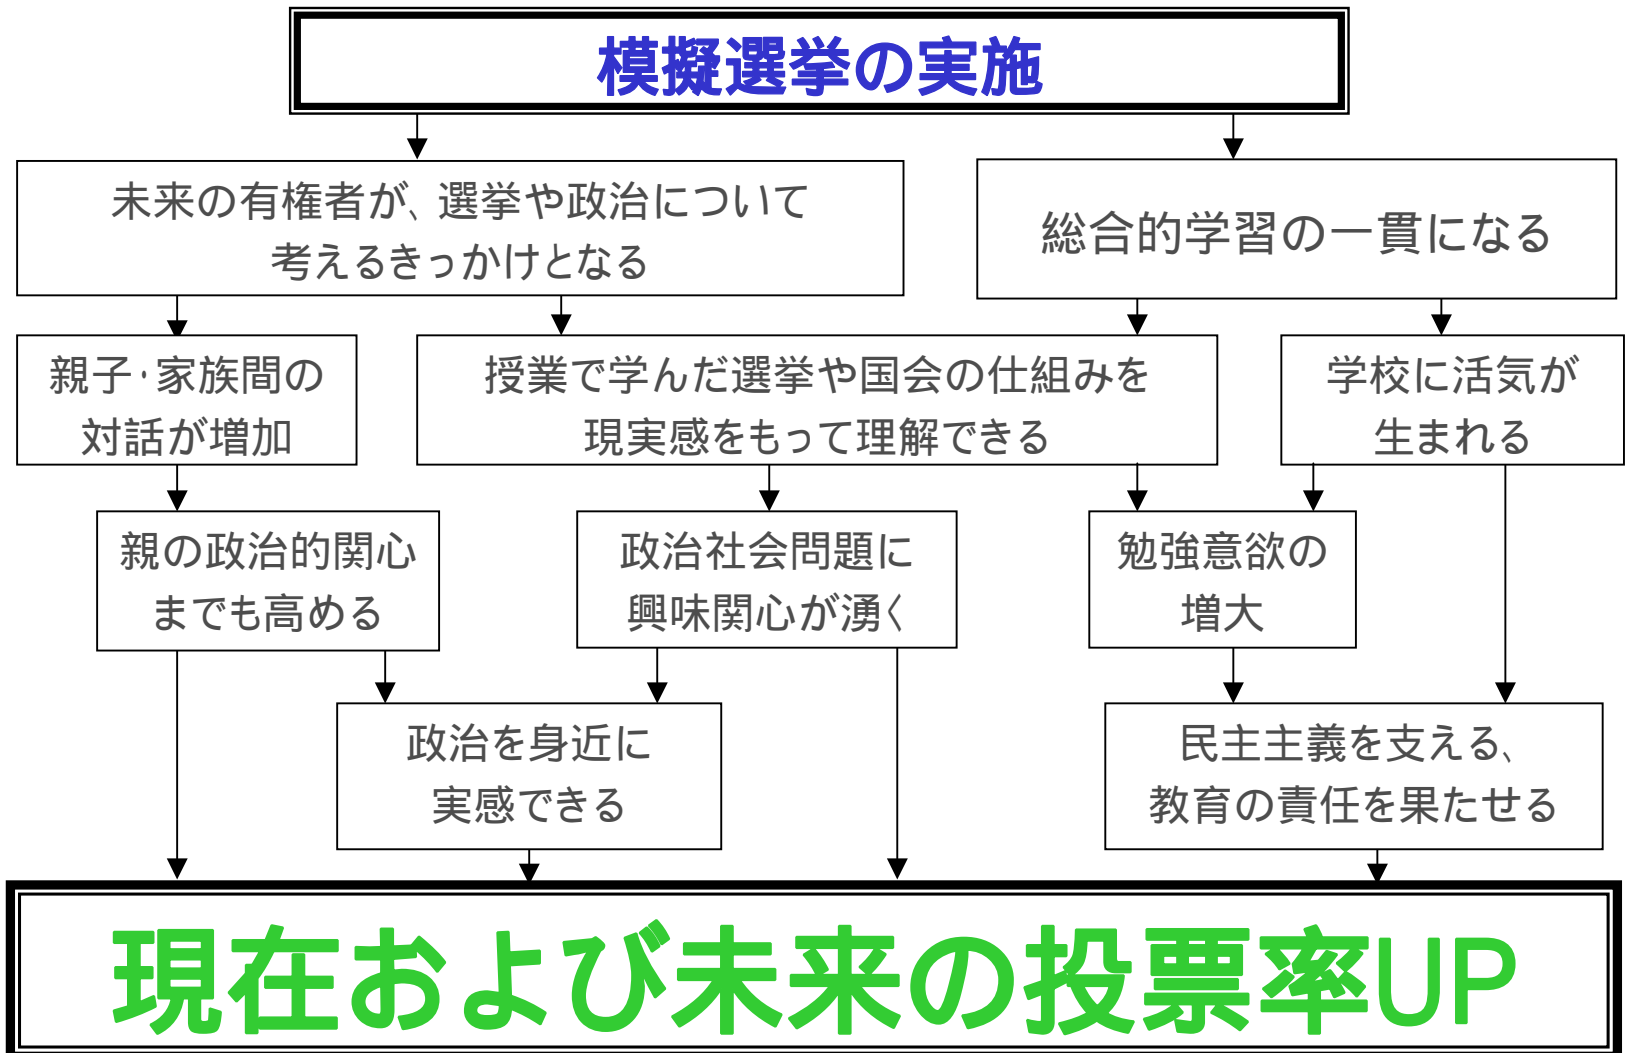 模擬選挙の実施
未来の有権者が、選挙や政治について
考えるきっかけとなる
総合的学習の一貫になる
親子・家族間の
対話が増加
授業で学んだ選挙や国会の仕組みを
現実感をもって理解できる
学校に活気が
生まれる
親の政治的関心
までも高める
政治社会問題に
興味関心が湧く
勉強意欲の
増大
政治を身近に
実感できる
民主主義を支える、
教育の責任を果たせる
現在および未来の投票率UP